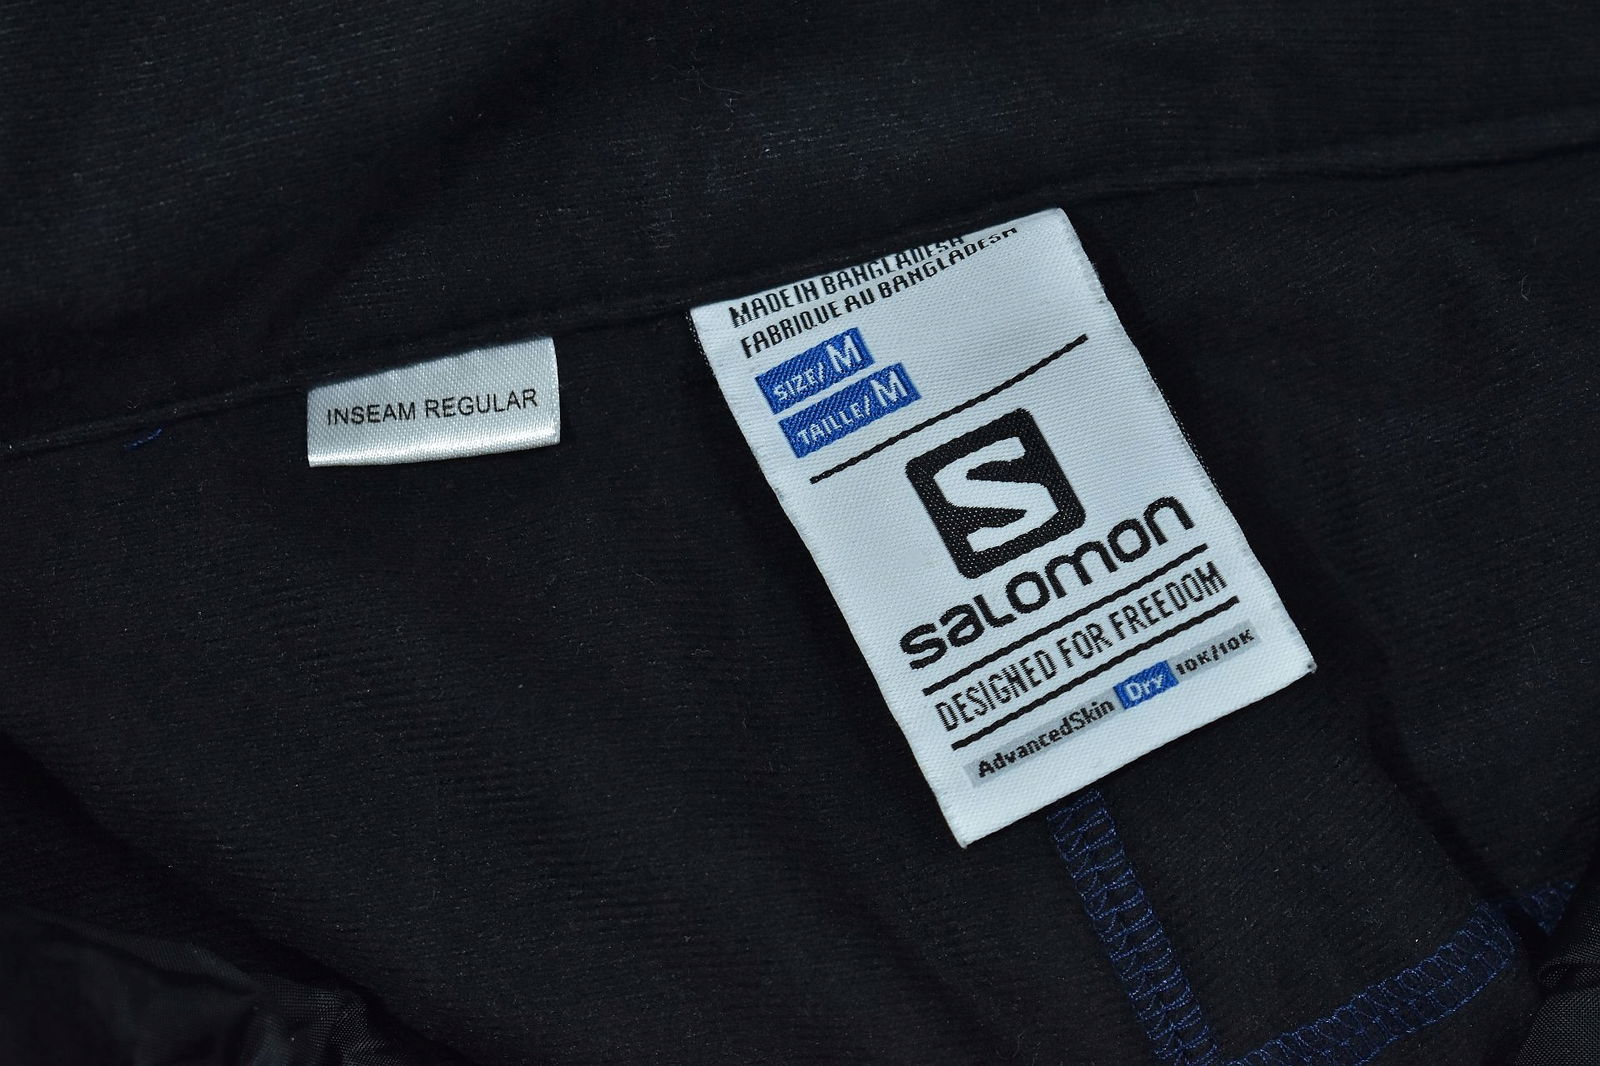 INSEAM REGULAR
MADE IN BANGLADESH
FABRIQUE AU BANGLADESH
SIZE/ M
TAILLE/ M
S
SALOMON
DESIGNED FOR FREEDOM
AdvancedSkin Dry 10K/10K